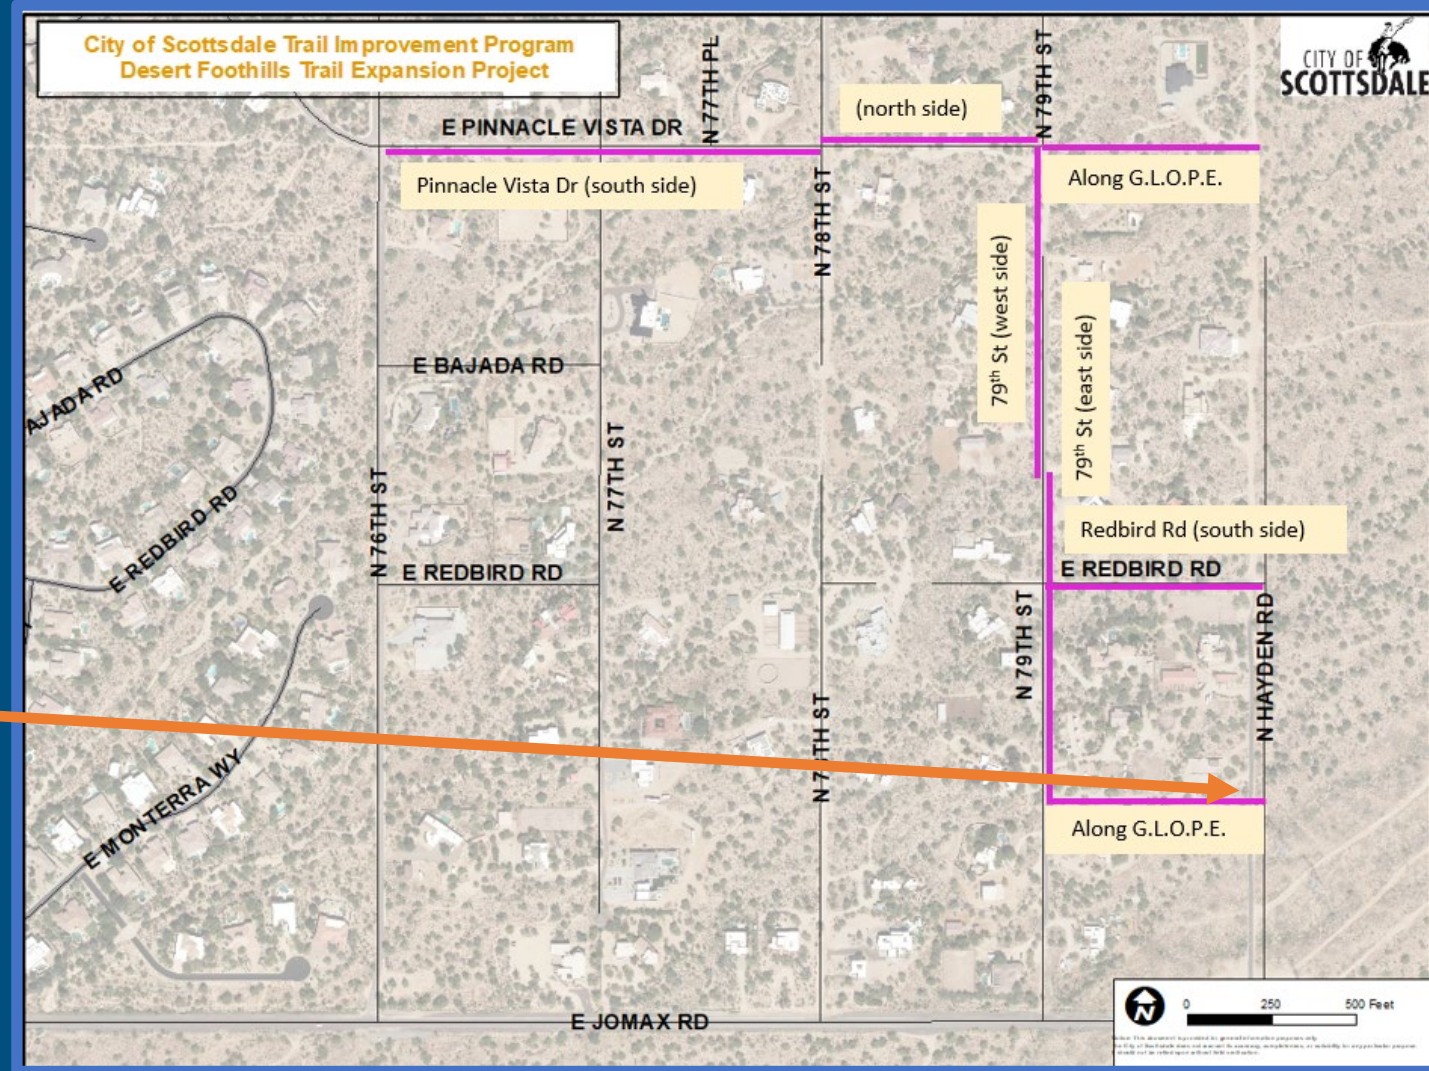 City of Scottsdale Trail Improvement Program
Desert Foothills Trail Expansion Project
CITY OF
SCOTTSDALE
N 77TH PL
N 79TH ST
(north side)
E PINNACLE VISTA DR
Pinnacle Vista Dr (south side)
Along G.L.O.P.E.
N 78TH ST
79th St (west side)
79th St (east side)
E BAJADA RD
AJADA RD
N 77TH ST
N 76TH ST
E REDBIRD RD
Redbird Rd (south side)
E REDBIRD RD
E REDBIRD RD
N 79TH ST
N HAYDEN RD
TH ST
E MONTERRA WY
Along G.L.O.P.E.
E JOMAX RD
N
0 250 500 Feet